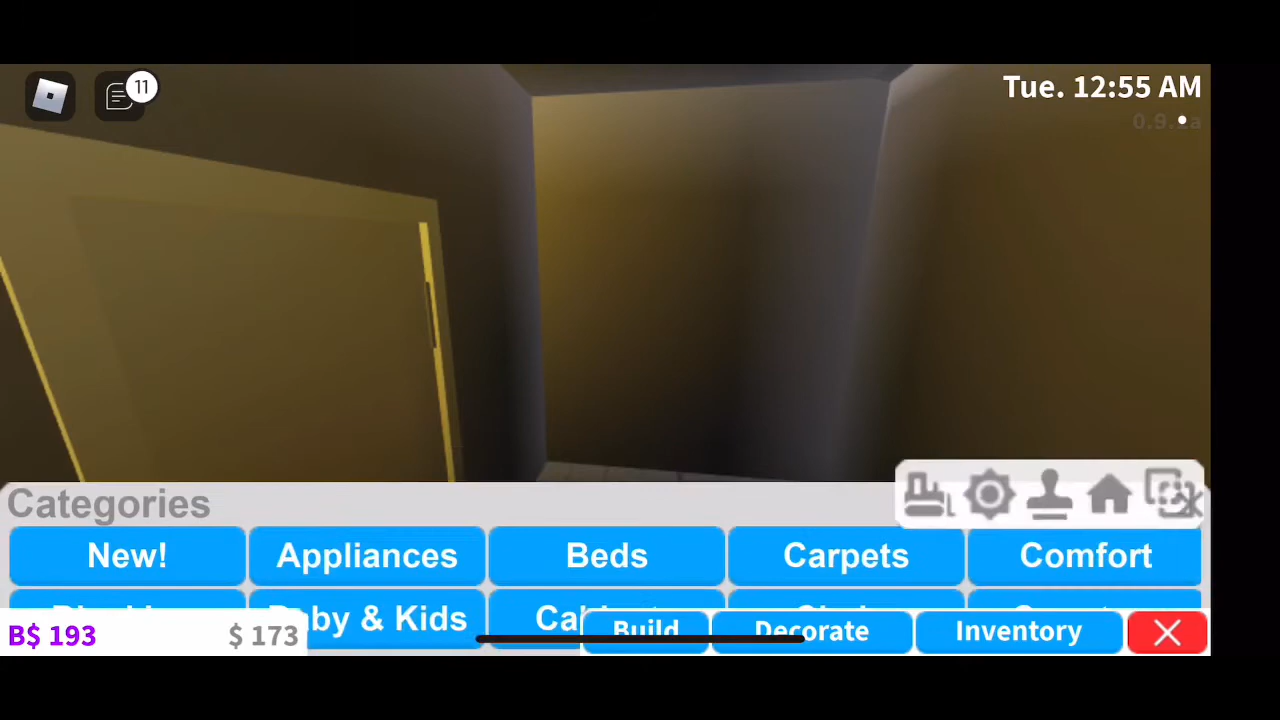 11
Tue. 12:55 AM
Categories
New! Appliances Beds Carpets Comfort
Baby & Kids
B$ 193 $ 173 Build Decorate Inventory